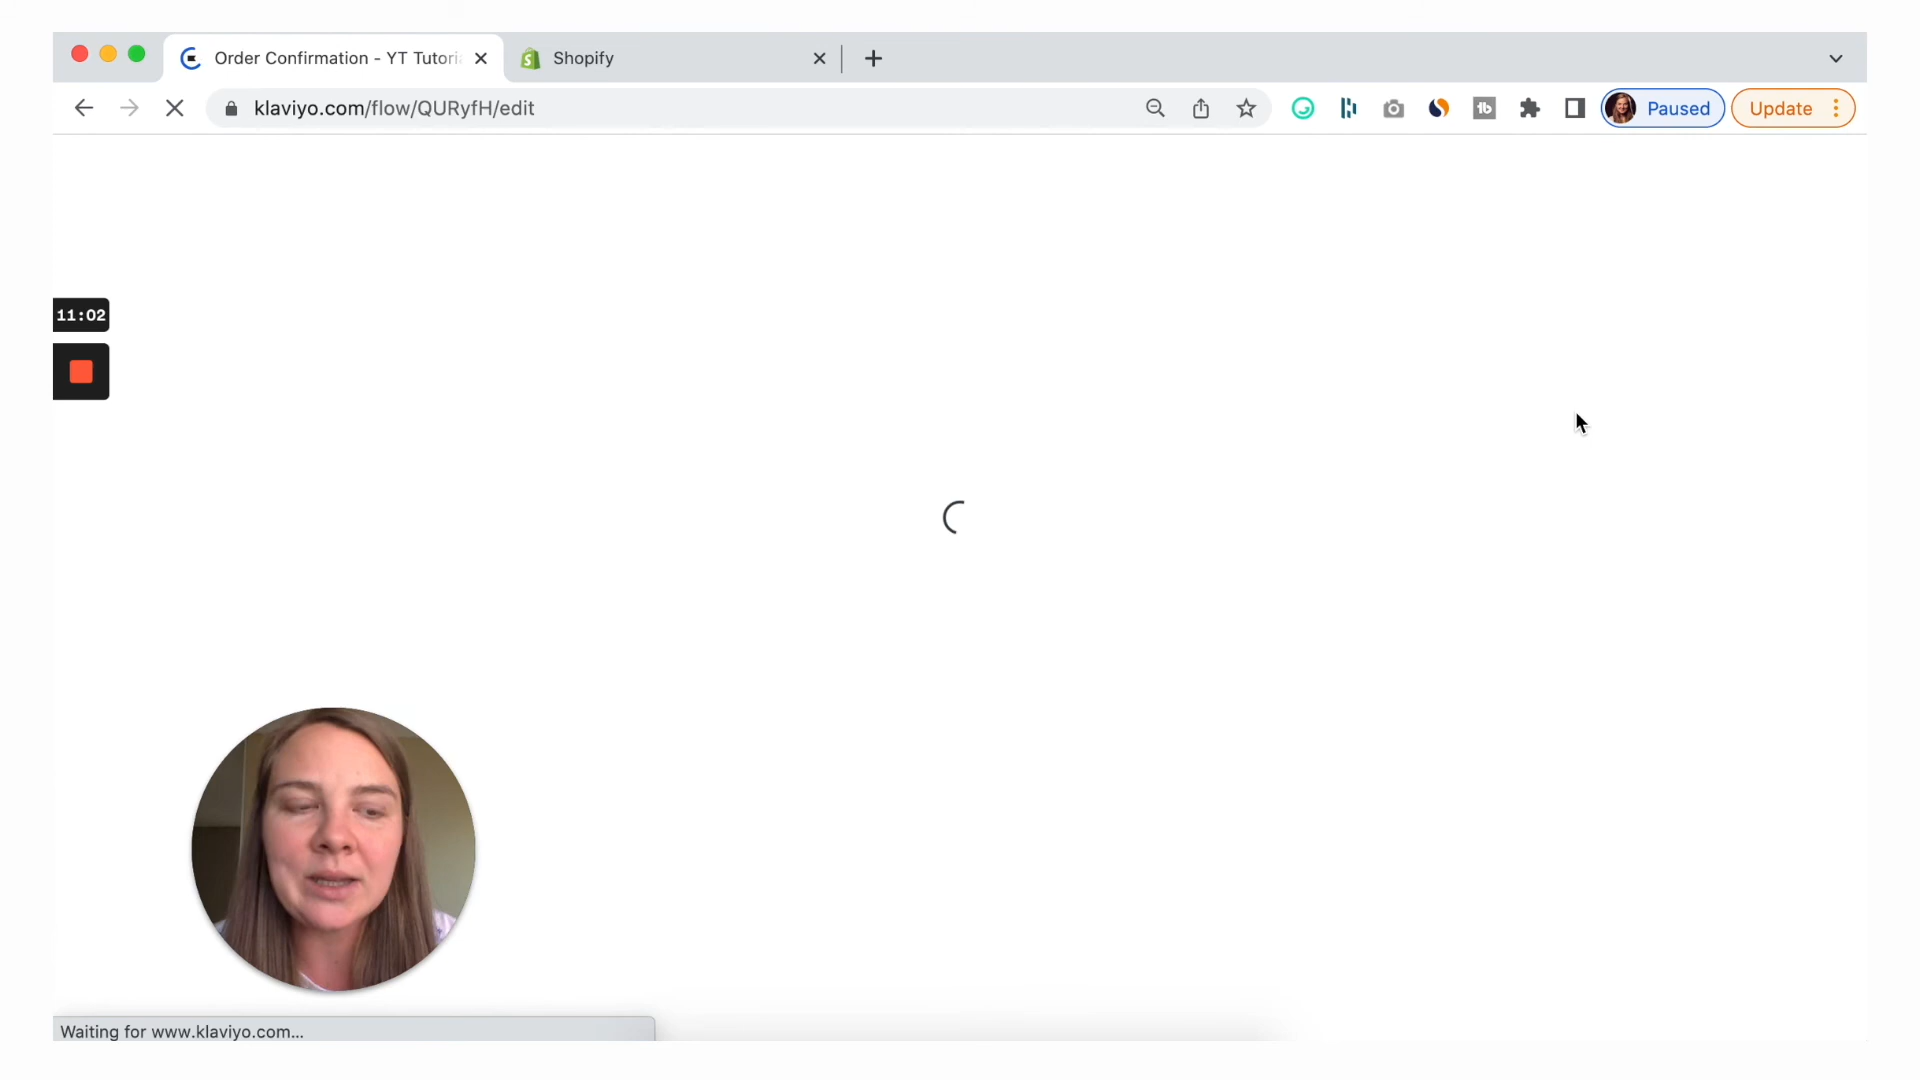 Order Confirmation - YT Tutori
Shopify
klaviyo.com/flow/QURyfH/edit
Paused
Update
11:02
Waiting for www.klaviyo.com...